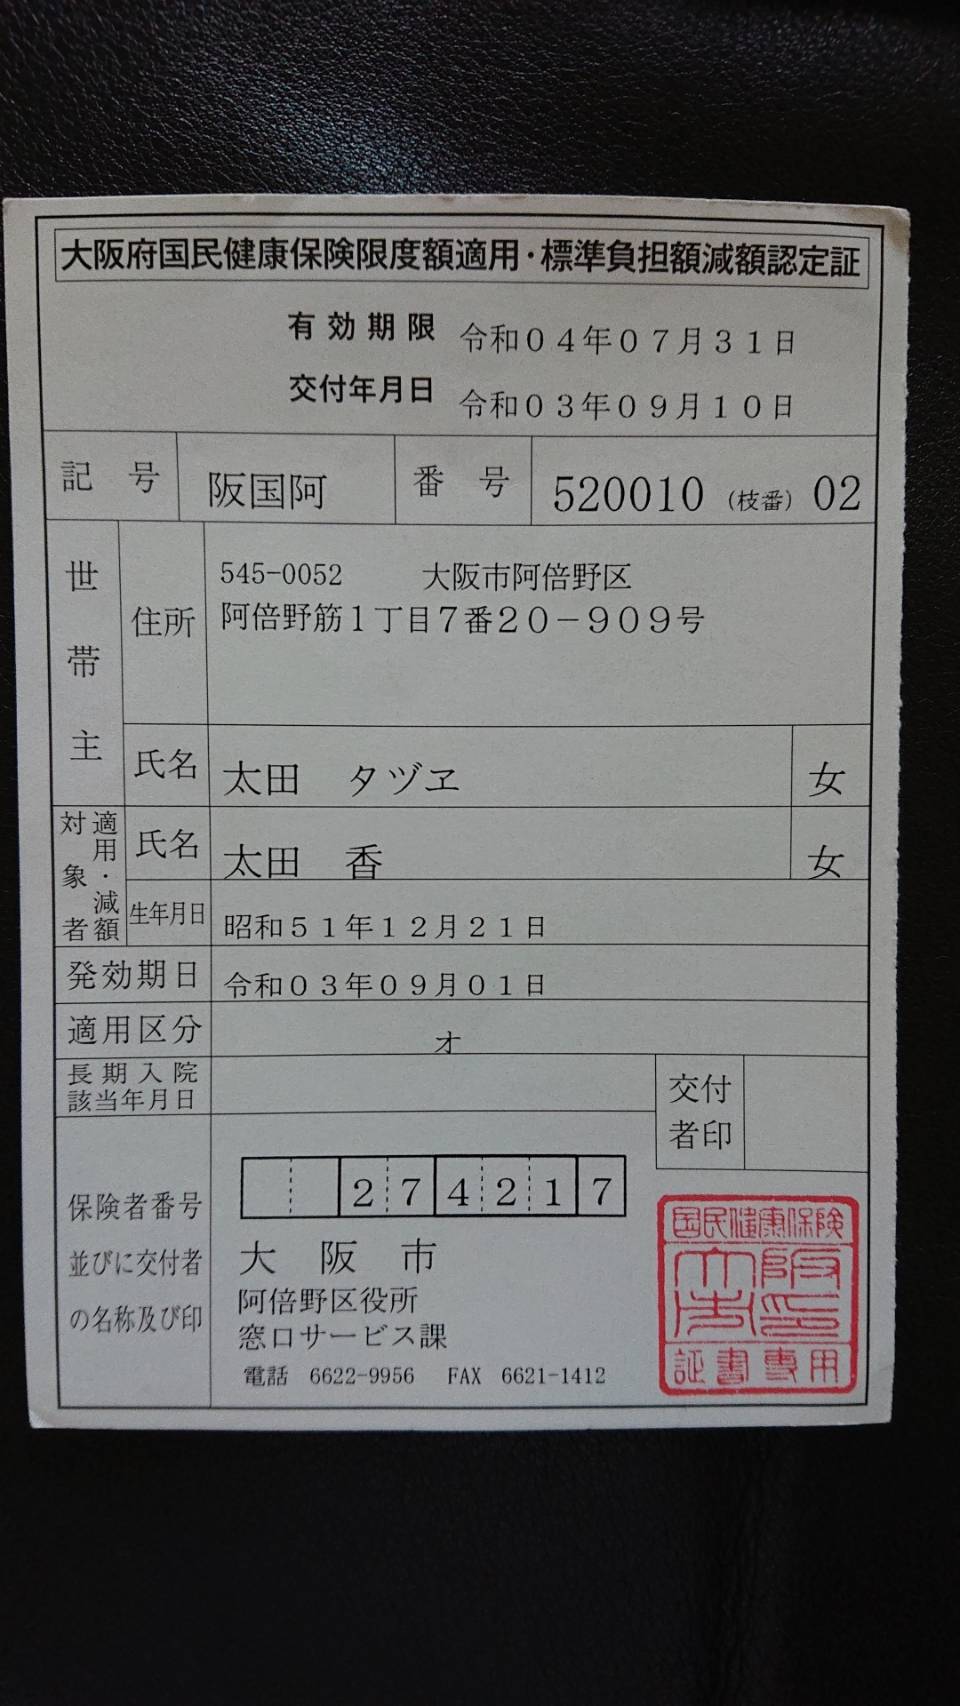 大阪府国民健康保険限度額適用・標準負担額減額認定証
有効期限 令和04年07月31日
交付年月日 令和03年09月10日
記号 阪国阿 番号 520010 (枝番) 02
世帯主
住所 545-0052 大阪市阿倍野区
阿倍野筋1丁目7番20-909号
氏名 太田 タヅヱ 女
適用・減額対象者
氏名 太田 香 女
生年月日 昭和51年12月21日
発効期日 令和03年09月01日
適用区分 オ
長期入院
該当年月日
交付
者印
保険者番号
並びに交付者
の名称及び印
274217
大阪市
阿倍野区役所
窓口サービス課
電話 6622-9956 FAX 6621-1412
国民健康保険
大阪市印
証書専用